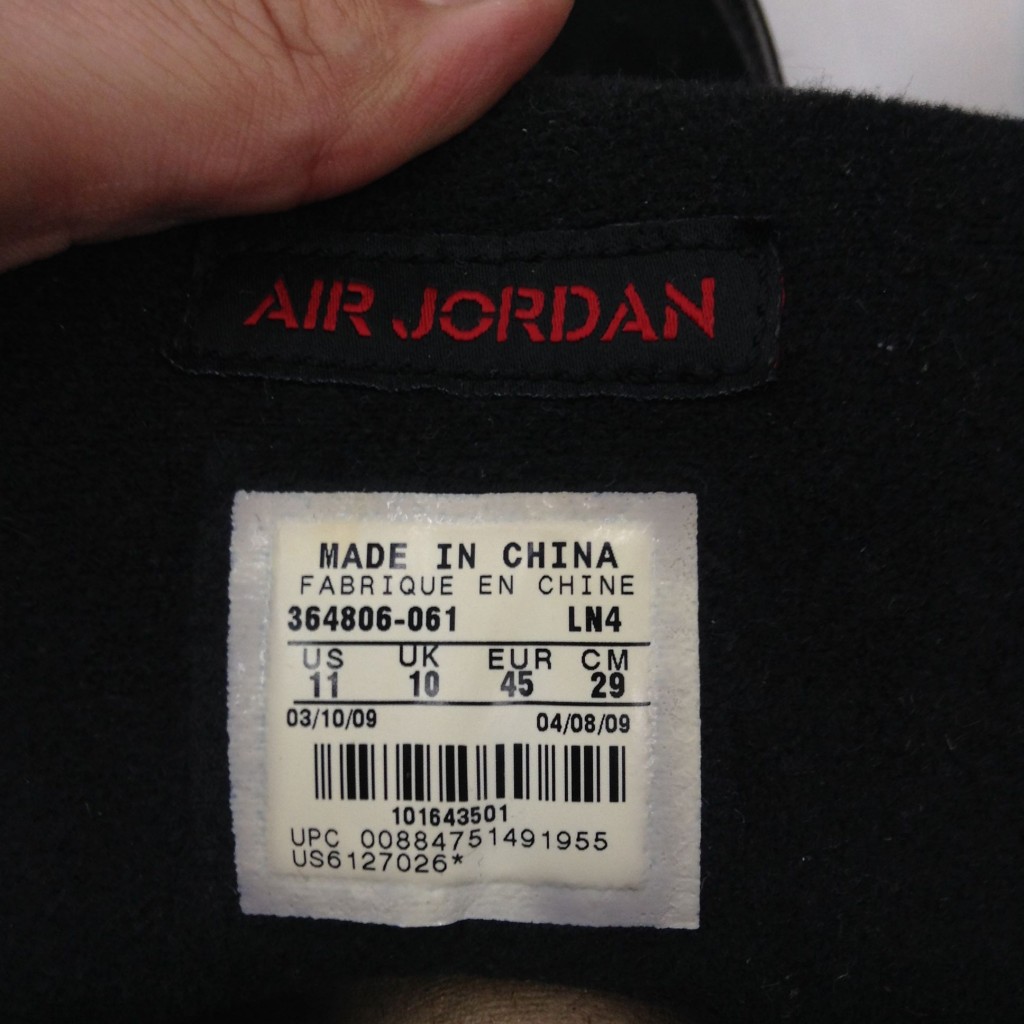 AIR JORDAN
MADE IN CHINA
FABRIQUE EN CHINE
364806-061 LN4
US UK EUR CM
11 10 45 29
03/10/09 04/08/09
101643501
UPC 00884751491955
US6127026*